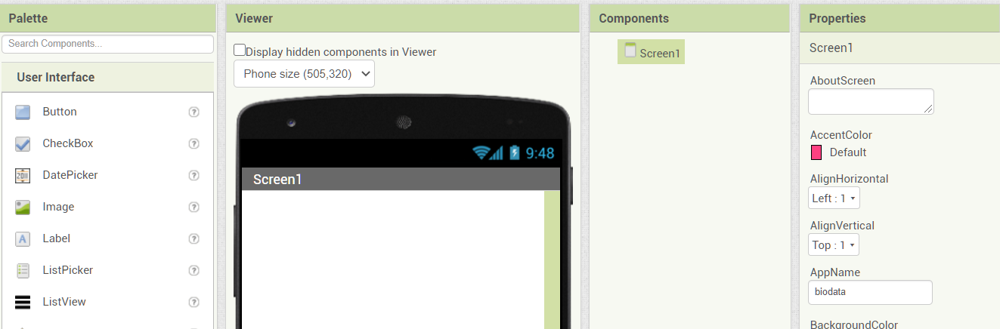 Palette
Search Components...
User Interface
Button
?
CheckBox
?
2011
DatePicker
?
Image
?
A
Label
?
ListPicker
?
ListView
?
Viewer
Display hidden components in Viewer
Phone size (505,320)
9:48
Screen1
Components
Screen1
Properties
Screen1
AboutScreen
AccentColor
Default
AlignHorizontal
Left : 1
AlignVertical
Top : 1
AppName
biodata
BackgroundColor